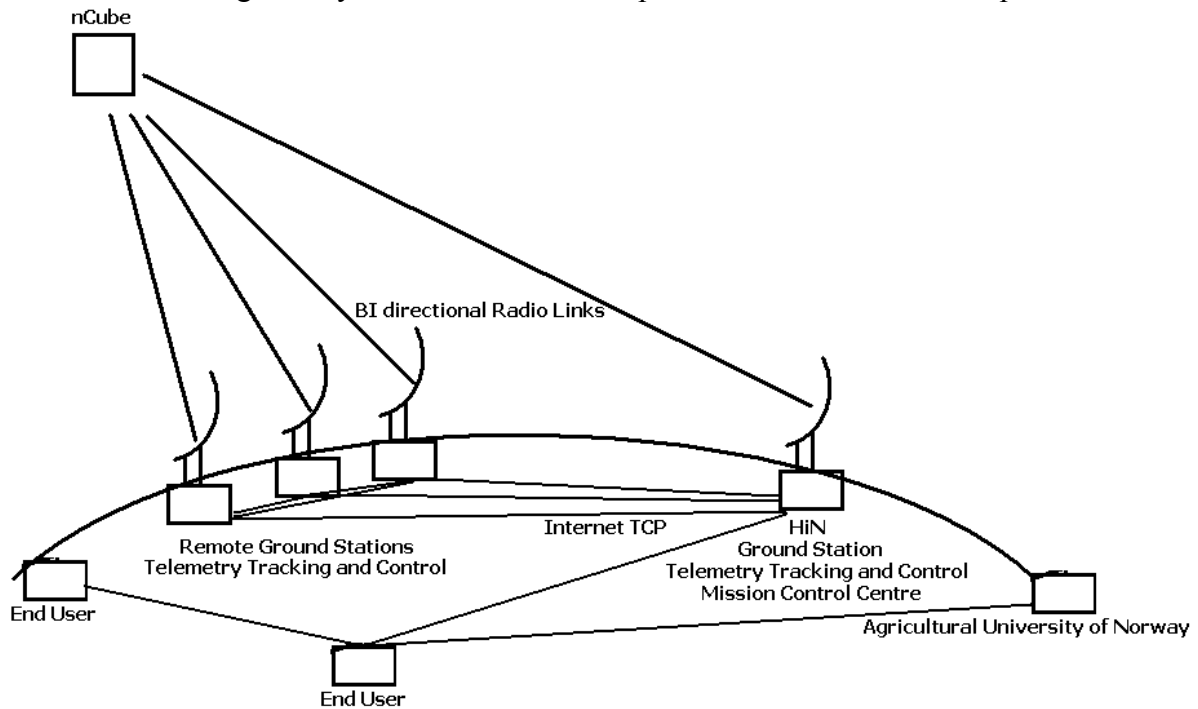 nCube
BI directional Radio Links
Internet TCP
Remote Ground Stations
Telemetry Tracking and Control
HiN
Ground Station
Telemetry Tracking and Control
Mission Control Centre
End User
Agricultural University of Norway
End User